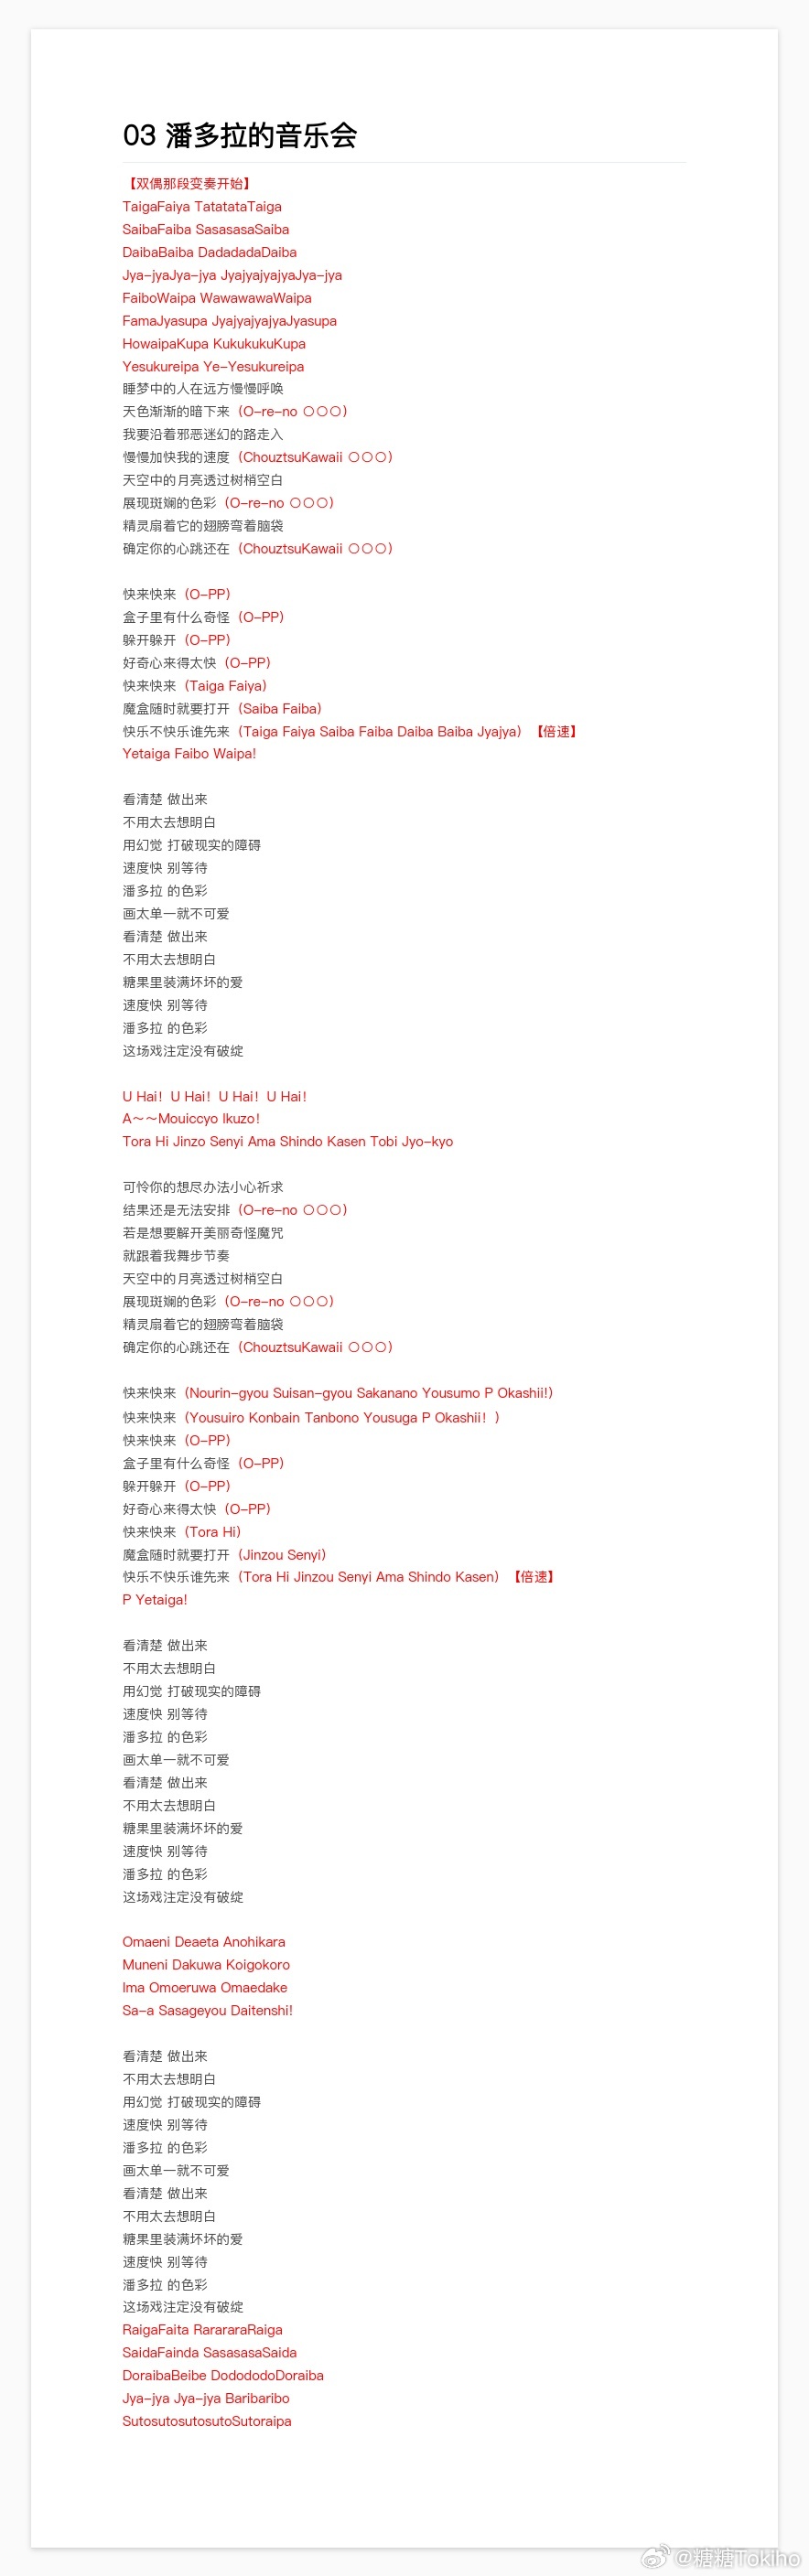 03 潘多拉的音乐会
【双偶那段变奏开始】
TaigaFaiya TatatataTaiga
SaibaFaiba SasasasaSaiba
DaibaBaiba DadadadaDaiba
Jya-jyaJya-jya JyajyajyajyaJya-jya
FaiboWaipa WawawawaWaipa
FamaJyasupa JyajyajyajyaJyasupa
HowaipaKupa KukukukuKupa
Yesukureipa Ye-Yesukureipa
睡梦中的人在远方慢慢呼唤
天色渐渐的暗下来（O-re-no 〇〇〇）
我要沿着邪恶迷幻的路走入
慢慢加快我的速度（ChouztsuKawaii 〇〇〇）
天空中的月亮透过树梢空白
展现斑斓的色彩（O-re-no 〇〇〇）
精灵扇着它的翅膀弯着脑袋
确定你的心跳还在（ChouztsuKawaii 〇〇〇）
快来快来（O-PP）
盒子里有什么奇怪（O-PP）
躲开躲开（O-PP）
好奇心来得太快（O-PP）
快来快来（Taiga Faiya）
魔盒随时就要打开（Saiba Faiba）
快乐不快乐谁先来（Taiga Faiya Saiba Faiba Daiba Baiba Jyajya）【倍速】
Yetaiga Faibo Waipa!
看清楚 做出来
不用太去想明白
用幻觉 打破现实的障碍
速度快 别等待
潘多拉 的色彩
画太单一就不可爱
看清楚 做出来
不用太去想明白
糖果里装满坏坏的爱
速度快 别等待
潘多拉 的色彩
这场戏注定没有破绽
U Hai！U Hai！U Hai！U Hai！
A～～Mouiccyo Ikuzo！
Tora Hi Jinzo Senyi Ama Shindo Kasen Tobi Jyo-kyo
可怜你的想尽办法小心祈求
结果还是无法安排（O-re-no 〇〇〇）
若是想要解开美丽奇怪魔咒
就跟着我舞步节奏
天空中的月亮透过树梢空白
展现斑斓的色彩（O-re-no 〇〇〇）
精灵扇着它的翅膀弯着脑袋
确定你的心跳还在（ChouztsuKawaii 〇〇〇）
快来快来（Nourin-gyou Suisan-gyou Sakanano Yousumo P Okashii!）
快来快来（Yousuiro Konbain Tanbono Yousuga P Okashii！）
快来快来（O-PP）
盒子里有什么奇怪（O-PP）
躲开躲开（O-PP）
好奇心来得太快（O-PP）
快来快来（Tora Hi）
魔盒随时就要打开（Jinzou Senyi）
快乐不快乐谁先来（Tora Hi Jinzou Senyi Ama Shindo Kasen）【倍速】
P Yetaiga!
看清楚 做出来
不用太去想明白
用幻觉 打破现实的障碍
速度快 别等待
潘多拉 的色彩
画太单一就不可爱
看清楚 做出来
不用太去想明白
糖果里装满坏坏的爱
速度快 别等待
潘多拉 的色彩
这场戏注定没有破绽
Omaeni Deaeta Anohikara
Muneni Dakuwa Koigokoro
Ima Omoeruwa Omaedake
Sa-a Sasageyou Daitenshi!
看清楚 做出来
不用太去想明白
用幻觉 打破现实的障碍
速度快 别等待
潘多拉 的色彩
画太单一就不可爱
看清楚 做出来
不用太去想明白
糖果里装满坏坏的爱
速度快 别等待
潘多拉 的色彩
这场戏注定没有破绽
RaigaFaita RarararaRaiga
SaidaFainda SasasasaSaida
DoraibaBeibe DodododoDoraiba
Jya-jya Jya-jya Baribaribo
SutosutosutosutoSutoraipa
@糖糖Tokiho